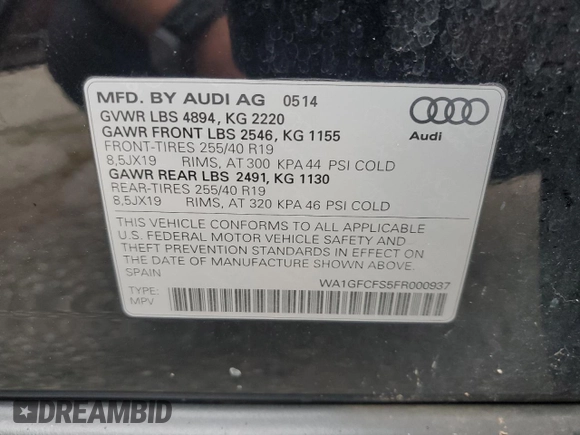 MFD. BY AUDI AG 0514
GVWR LBS 4894, KG 2220
GAWR FRONT LBS 2546, KG 1155
FRONT-TIRES 255/40 R19
8,5JX19 RIMS, AT 300 KPA 44 PSI COLD
GAWR REAR LBS 2491, KG 1130
REAR-TIRES 255/40 R19
8,5JX19 RIMS, AT 320 KPA 46 PSI COLD
Audi
THIS VEHICLE CONFORMS TO ALL APPLICABLE
U.S. FEDERAL MOTOR VEHICLE SAFETY AND
THEFT PREVENTION STANDARDS IN EFFECT ON
THE DATE OF MANUFACTURE SHOWN ABOVE.
SPAIN
WA1GFCFS5FR000937
TYPE:
MPV
DREAMBID